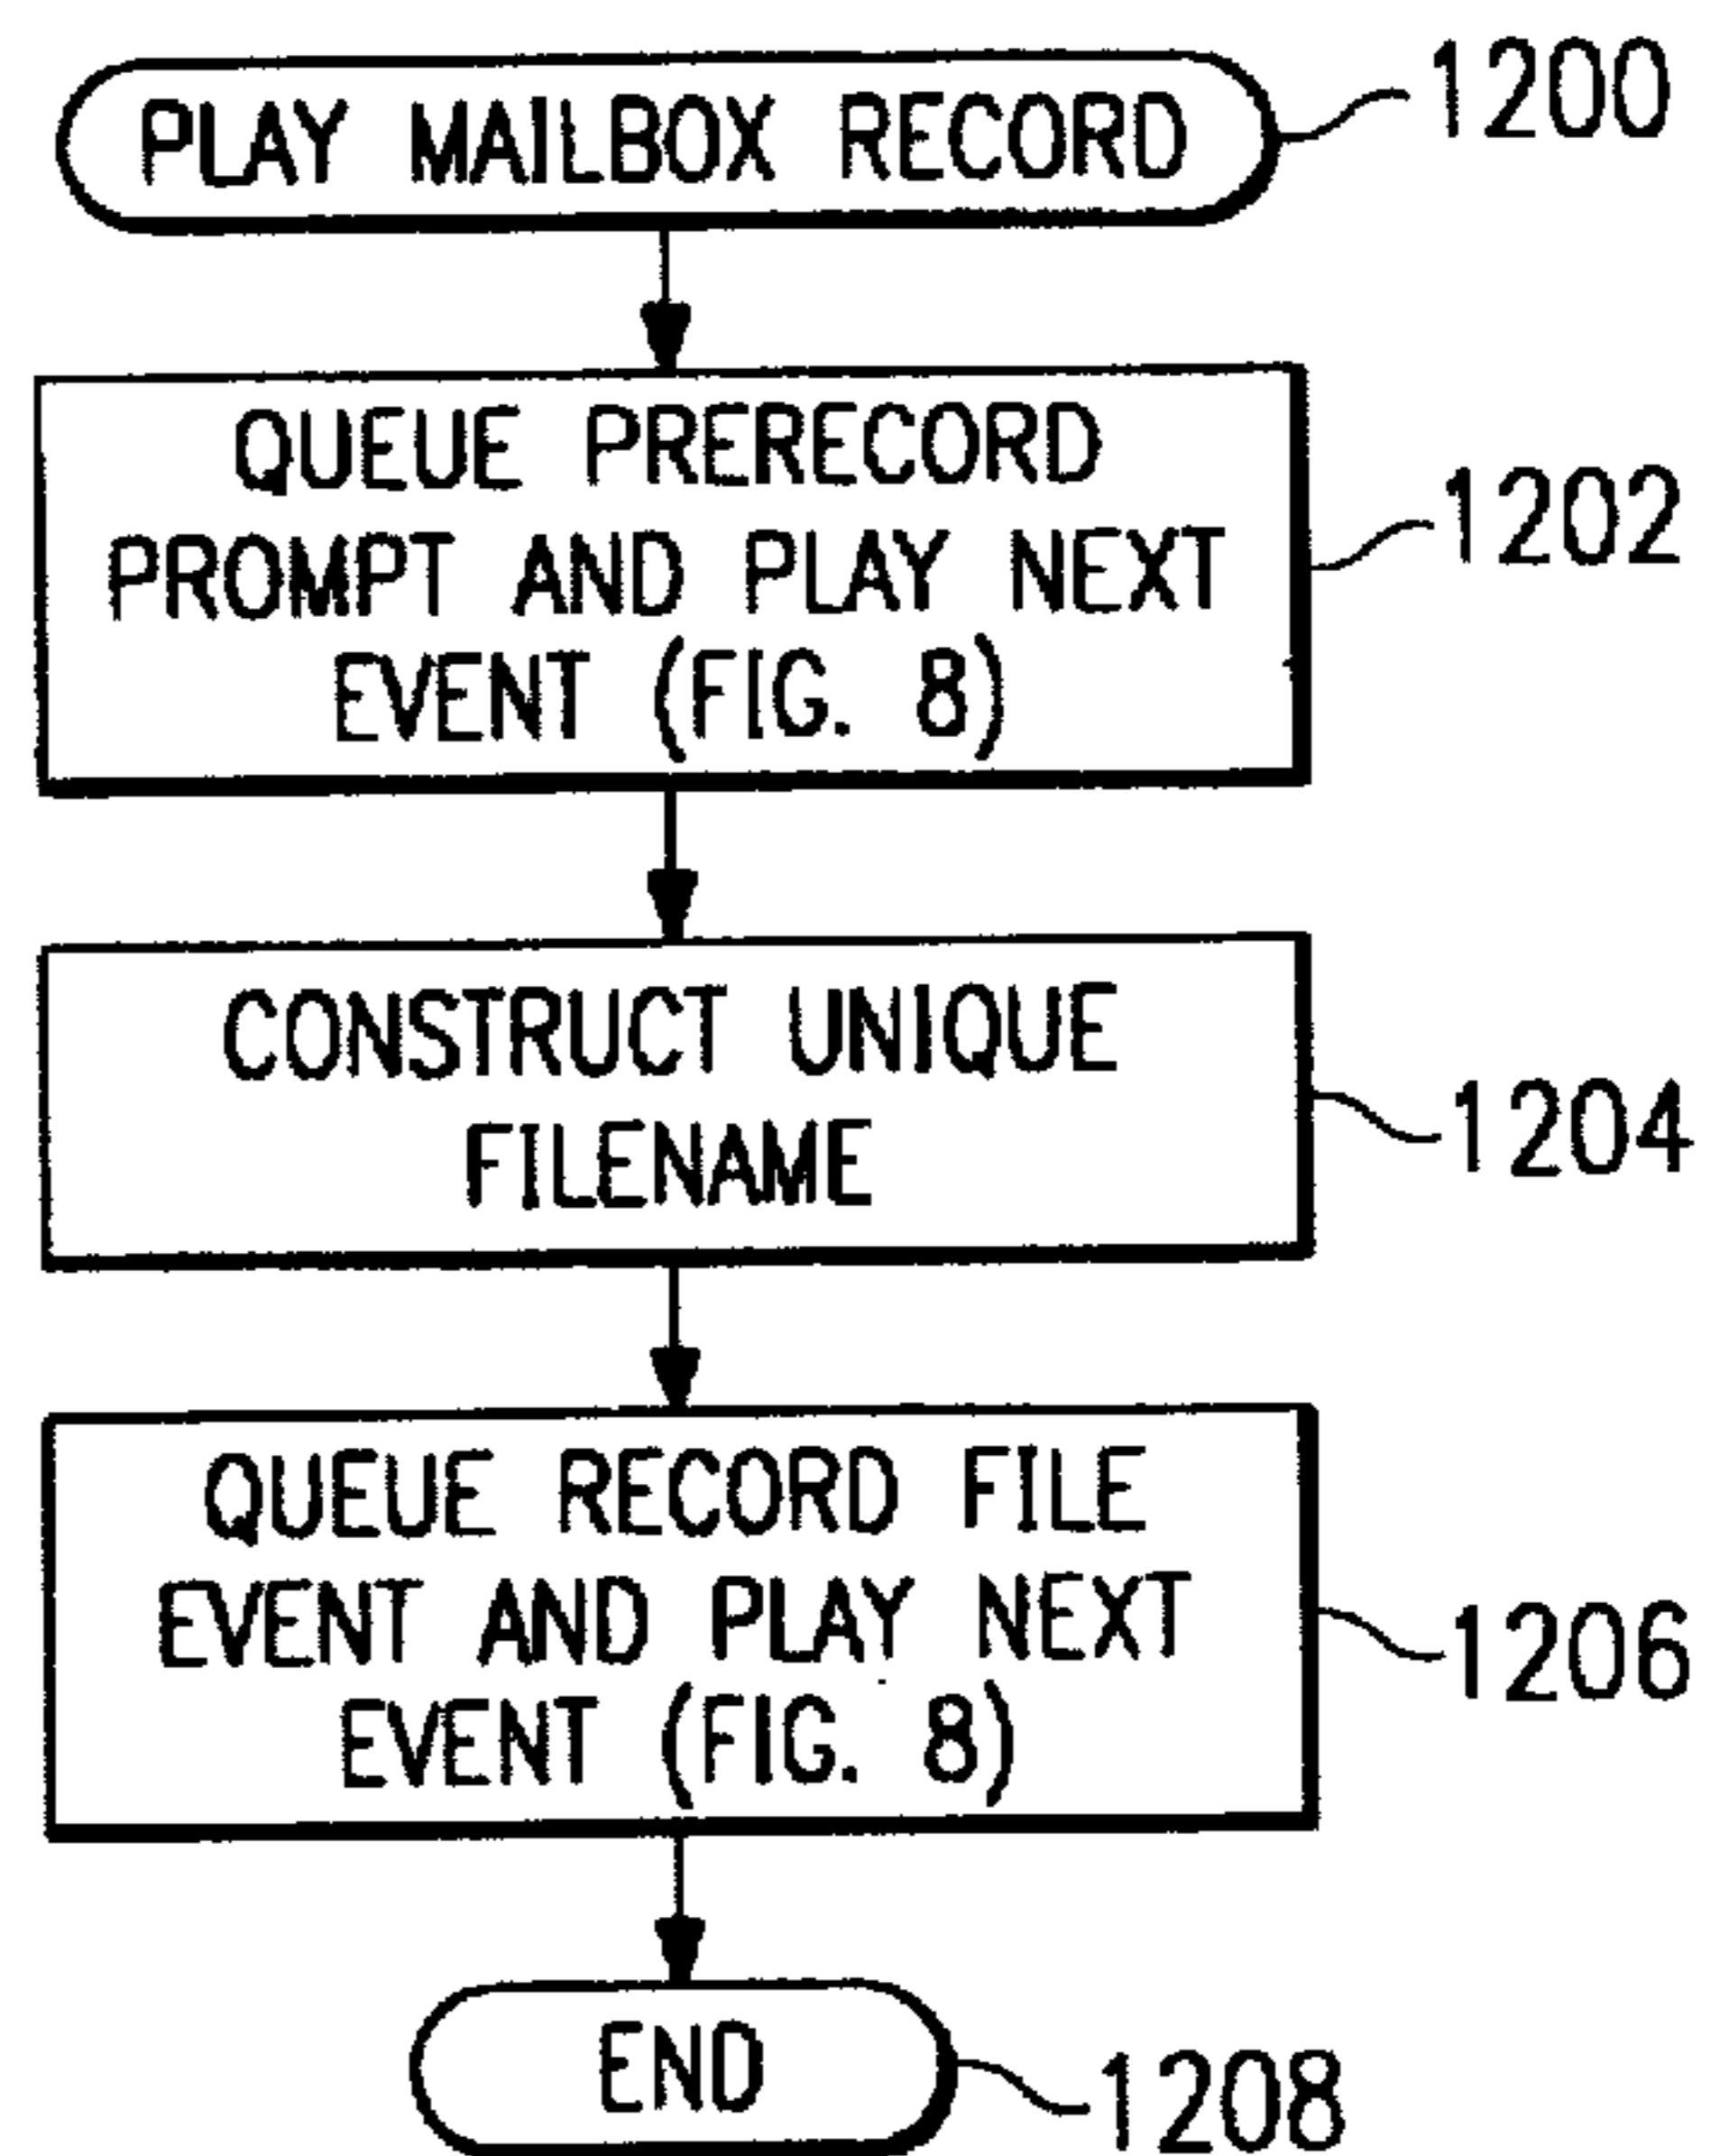 PLAY MAILBOX RECORD
1200
QUEUE PRERECORD
PROMPT AND PLAY NEXT
EVENT (FIG. 8)
1202
CONSTRUCT UNIQUE
FILENAME
1204
QUEUE RECORD FILE
EVENT AND PLAY NEXT
EVENT (FIG. 8)
1206
END
1208